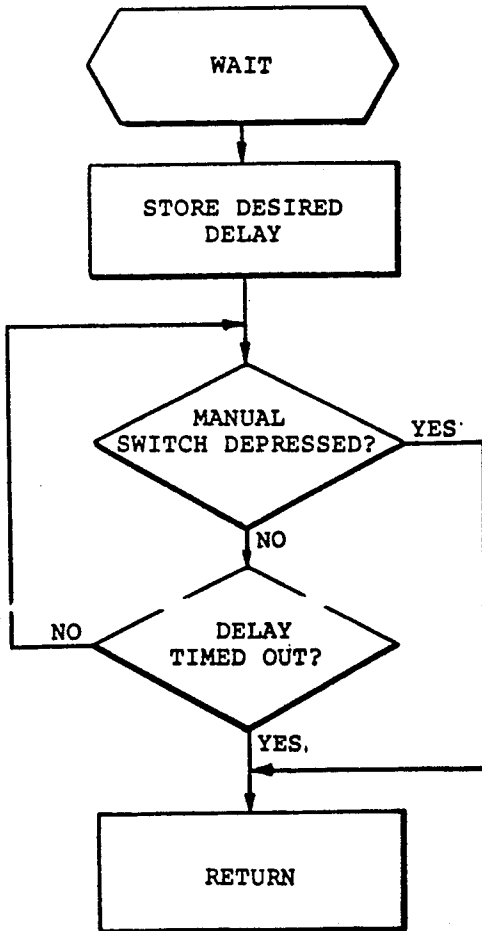 WAIT
STORE DESIRED
DELAY
MANUAL
SWITCH DEPRESSED?
YES
NO
DELAY
TIMED OUT?
NO
YES
RETURN